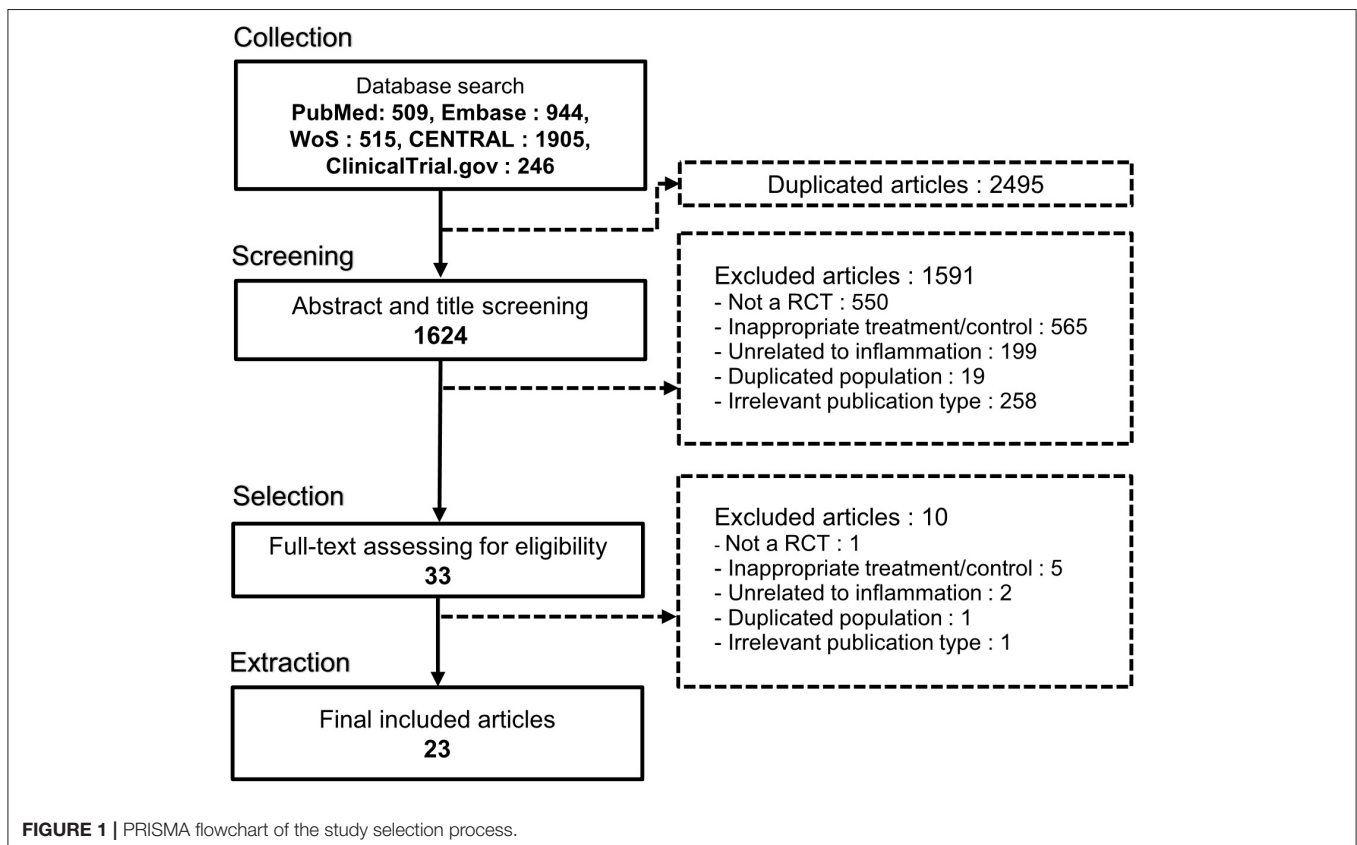 Collection
Database search
PubMed: 509, Embase : 944,
WoS : 515, CENTRAL : 1905,
ClinicalTrial.gov : 246
Duplicated articles : 2495
Screening
Abstract and title screening
1624
Excluded articles : 1591
- Not a RCT : 550
- Inappropriate treatment/control : 565
- Unrelated to inflammation : 199
- Duplicated population : 19
- Irrelevant publication type : 258
Selection
Full-text assessing for eligibility
33
Excluded articles : 10
- Not a RCT : 1
- Inappropriate treatment/control : 5
- Unrelated to inflammation : 2
- Duplicated population : 1
- Irrelevant publication type : 1
Extraction
Final included articles
23
FIGURE 1 | PRISMA flowchart of the study selection process.